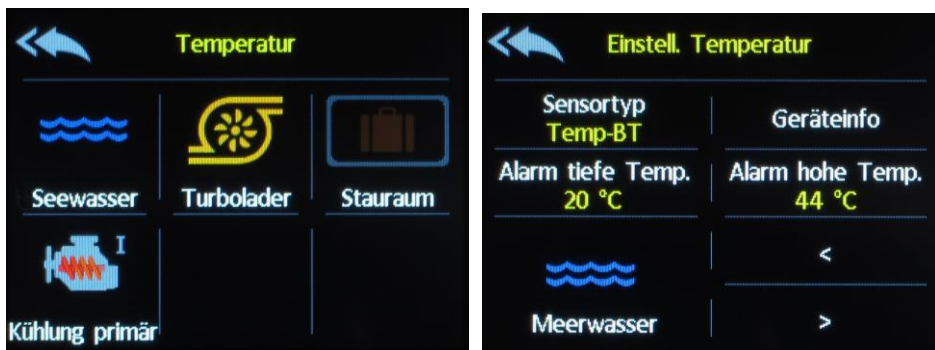 Temperatur
Seewasser
Turbolader
Stauraum
I
Kühlung primär
Einstell. Temperatur
Sensortyp
Temp-BT
Geräteinfo
Alarm tiefe Temp.
20 °C
Alarm hohe Temp.
44 °C
<
Meerwasser
>